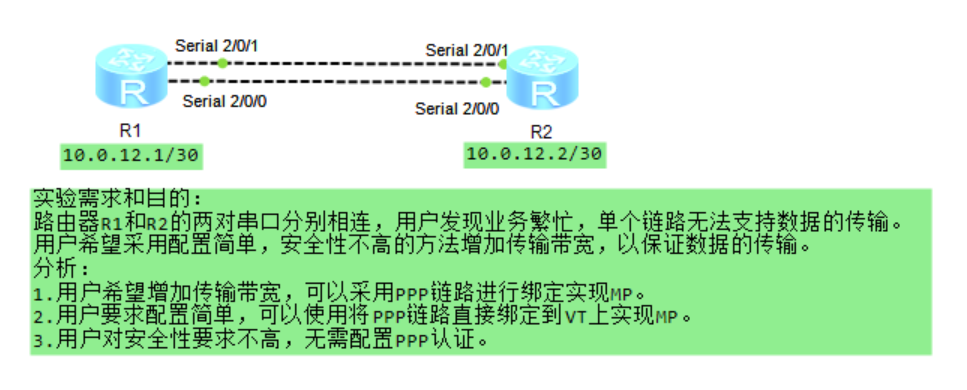 Serial 2/0/1
Serial 2/0/1
R
R
Serial 2/0/0
Serial 2/0/0
R1
R2
10.0.12.1/30
10.0.12.2/30
实验需求和目的：
路由器R1和R2的两对串口分别相连，用户发现业务繁忙，单个链路无法支持数据的传输。
用户希望采用配置简单，安全性不高的方法增加传输带宽，以保证数据的传输。
分析：
1.用户希望增加传输带宽，可以采用PPP链路进行绑定实现MP。
2.用户要求配置简单，可以使用将PPP链路直接绑定到VT上实现MP。
3.用户对安全性要求不高，无需配置PPP认证。